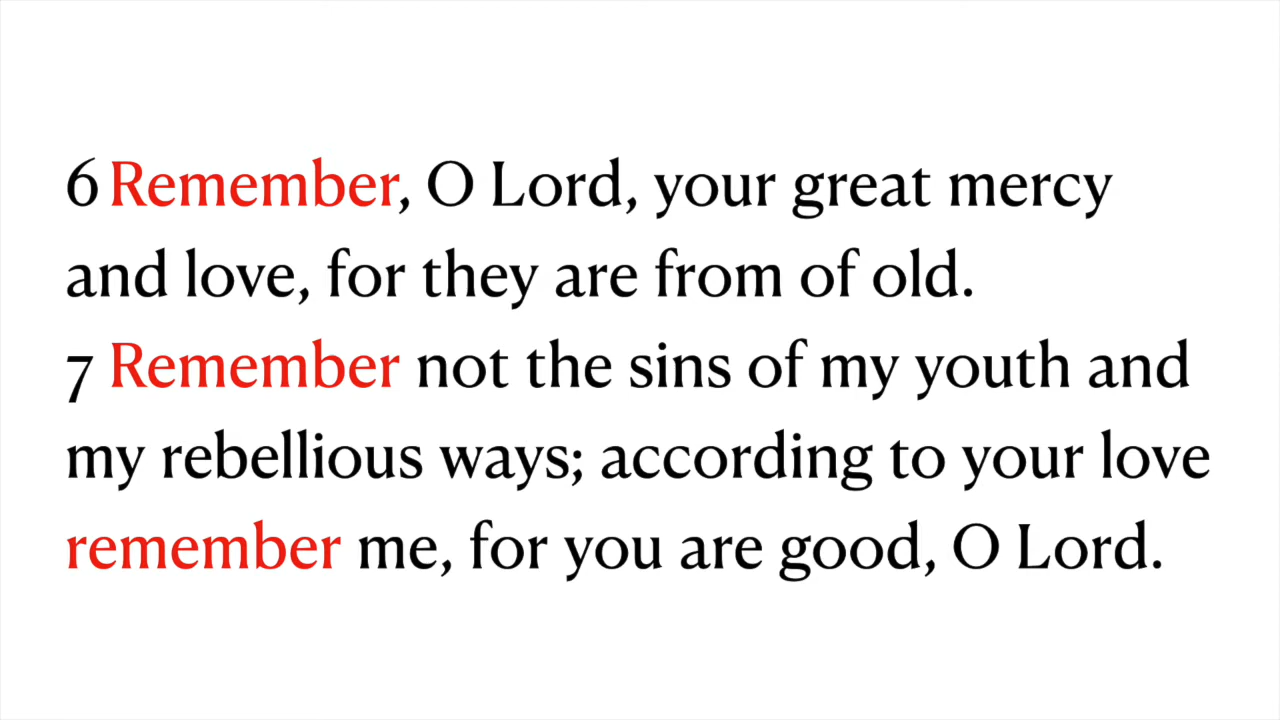 6 Remember, O Lord, your great mercy
and love, for they are from of old.
7 Remember not the sins of my youth and
my rebellious ways; according to your love
remember me, for you are good, O Lord.